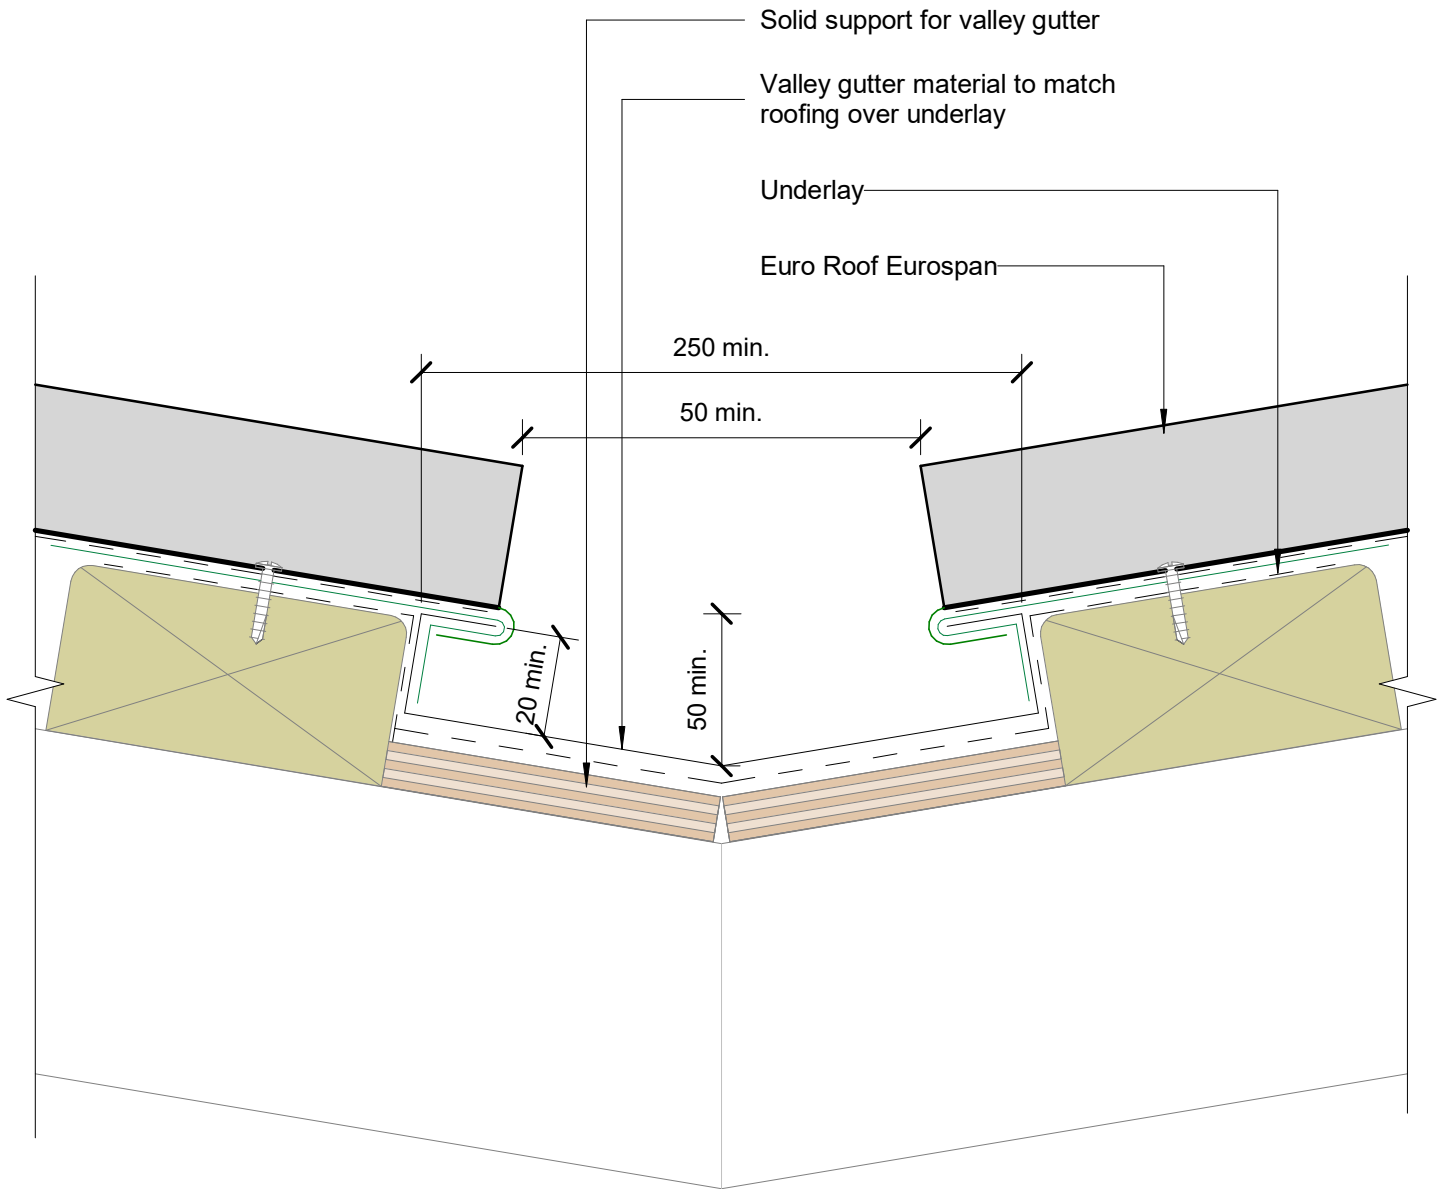 Solid support for valley gutter
Valley gutter material to match
roofing over underlay
Underlay
Euro Roof Eurospan
250 min.
50 min.
20 min.
50 min.